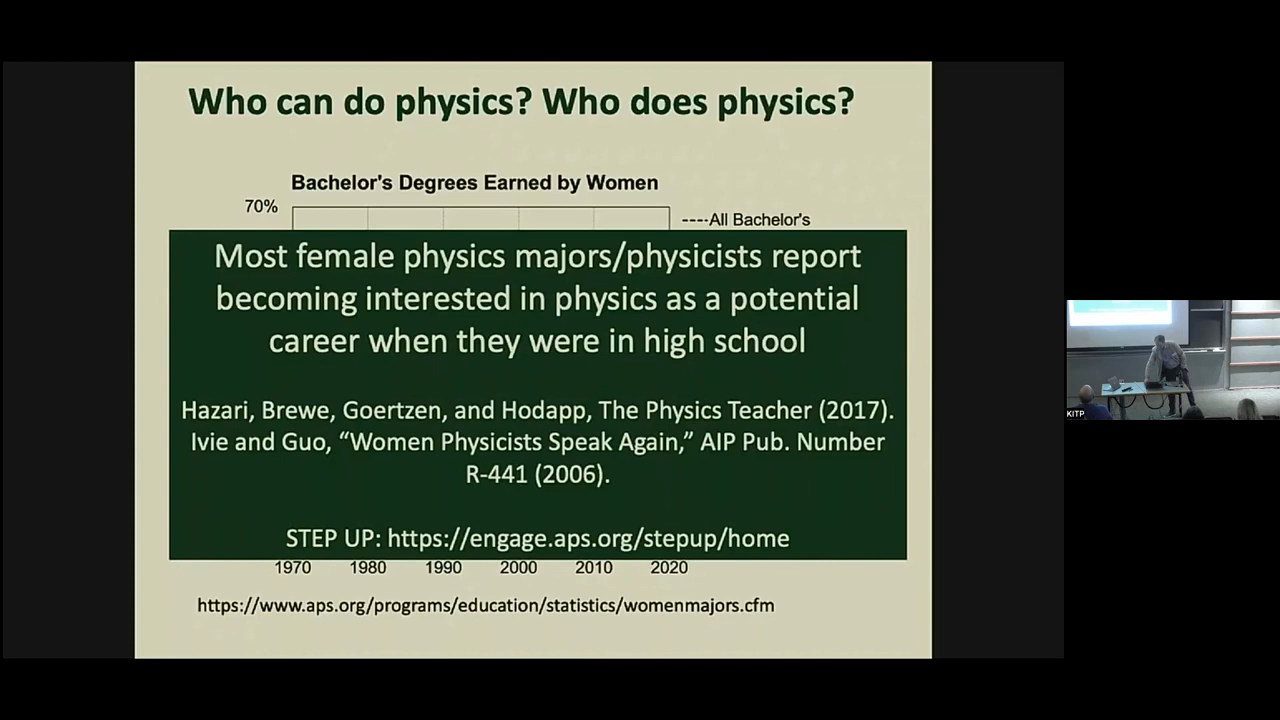 Who can do physics? Who does physics?
Bachelor's Degrees Earned by Women
70%
----All Bachelor's
Most female physics majors/physicists report
becoming interested in physics as a potential
career when they were in high school
Hazari, Brewe, Goertzen, and Hodapp, The Physics Teacher (2017).
Ivie and Guo, “Women Physicists Speak Again,” AIP Pub. Number
R-441 (2006).
STEP UP: https://engage.aps.org/stepup/home
1970 1980 1990 2000 2010 2020
https://www.aps.org/programs/education/statistics/womenmajors.cfm
KITP